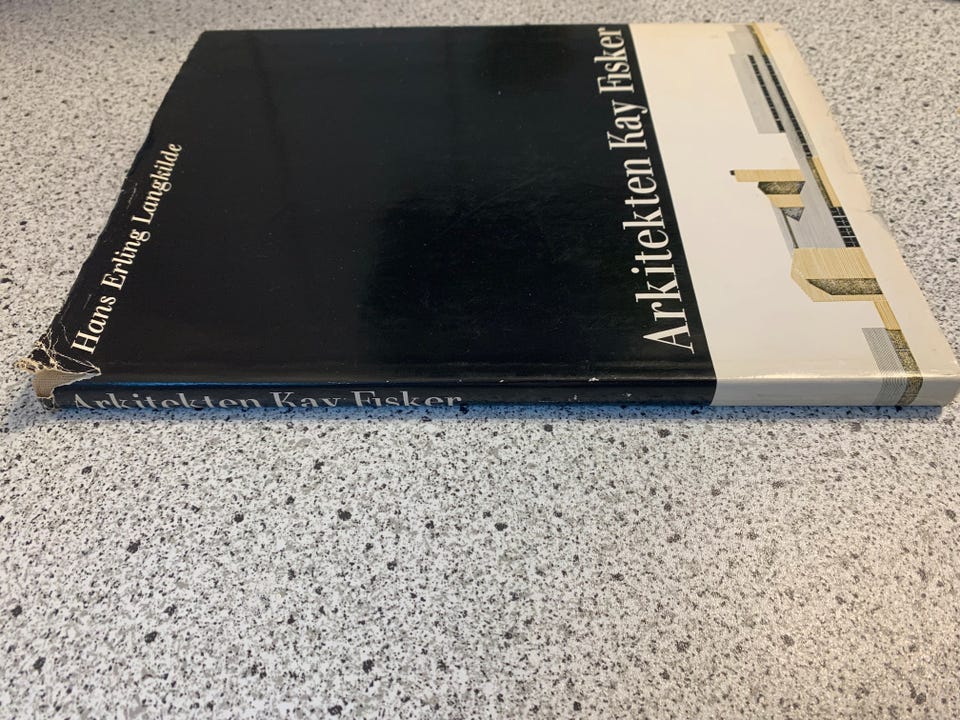 Hans Erling Langkilde
Arkitekten Kay Fisker
Arkitekten Kay Fisker